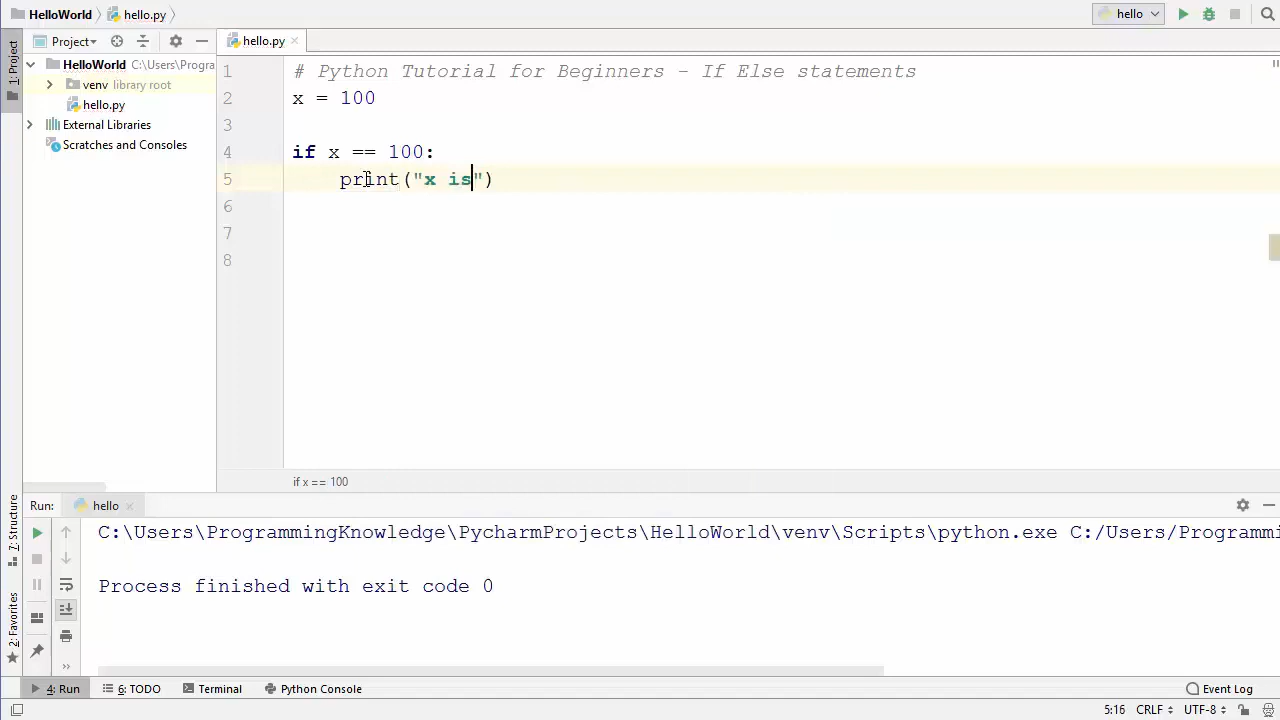 HelloWorld hello.py hello
1: Project
Project
hello.py
HelloWorld C:\Users\Progra
venv library root
hello.py
External Libraries
Scratches and Consoles
1 # Python Tutorial for Beginners - If Else statements
2 x = 100
3
4 if x == 100:
5 print("x is")
6
7
8
if x == 100
7: Structure
2: Favorites
Run: hello
C:\Users\ProgrammingKnowledge\PycharmProjects\HelloWorld\venv\Scripts\python.exe C:/Users/Programmi
Process finished with exit code 0
»
4: Run 6: TODO Terminal Python Console Event Log
5:16 CRLF UTF-8